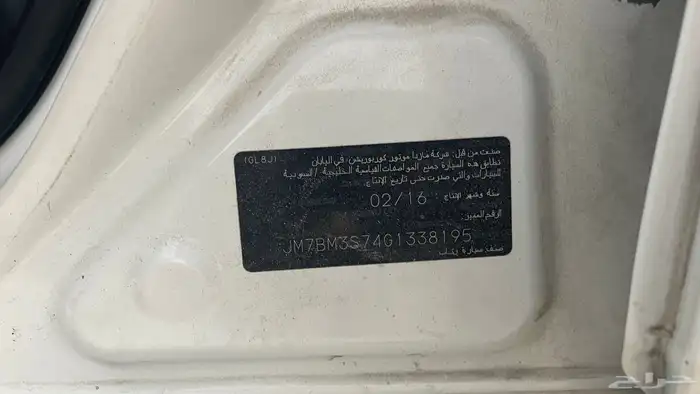 (GLBJ)
صنعت من قبل: شركة مازدا موتور كوربوريشن، في اليابان
تطابق هذه السيارة جميع المواصفات القياسية الخليجية / السعودية
للسيارات والتي صدرت حتى تاريخ الإنتاج
سنة وشهر الإنتاج : 02/16
الرقم المميز:
JM7BM3S74G1338195
صنف سيارة ركاب
حراج